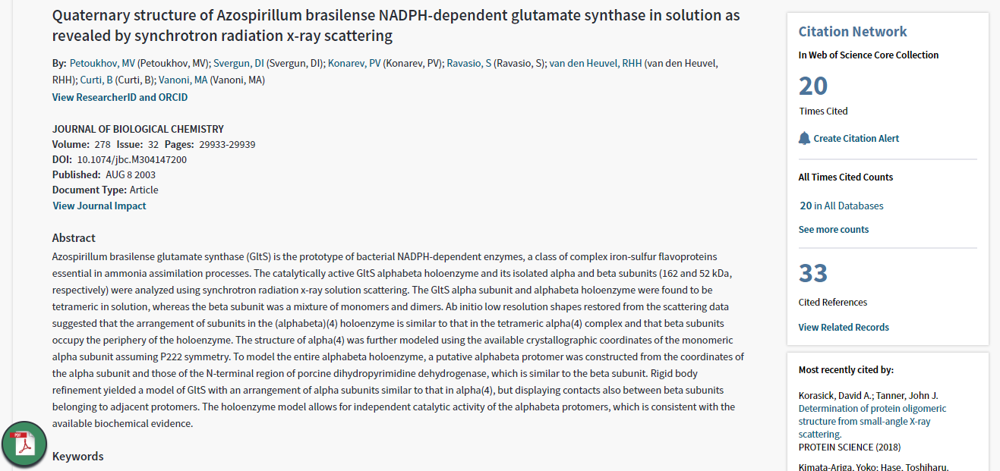 Quaternary structure of Azospirillum brasilense NADPH-dependent glutamate synthase in solution as
revealed by synchrotron radiation x-ray scattering
By: Petoukhov, MV (Petoukhov, MV); Svergun, DI (Svergun, DI); Konarev, PV (Konarev, PV); Ravasio, S (Ravasio, S); van den Heuvel, RHH (van den Heuvel,
RHH); Curti, B (Curti, B); Vanoni, MA (Vanoni, MA)
View ResearcherID and ORCID
JOURNAL OF BIOLOGICAL CHEMISTRY
Volume: 278 Issue: 32 Pages: 29933-29939
DOI: 10.1074/jbc.M304147200
Published: AUG 8 2003
Document Type: Article
View Journal Impact
Abstract
Azospirillum brasilense glutamate synthase (GltS) is the prototype of bacterial NADPH-dependent enzymes, a class of complex iron-sulfur flavoproteins
essential in ammonia assimilation processes. The catalytically active GltS alphabeta holoenzyme and its isolated alpha and beta subunits (162 and 52 kDa,
respectively) were analyzed using synchrotron radiation x-ray solution scattering. The GltS alpha subunit and alphabeta holoenzyme were found to be
tetrameric in solution, whereas the beta subunit was a mixture of monomers and dimers. Ab initio low resolution shapes restored from the scattering data
suggested that the arrangement of subunits in the (alphabeta)(4) holoenzyme is similar to that in the tetrameric alpha(4) complex and that beta subunits
occupy the periphery of the holoenzyme. The structure of alpha(4) was further modeled using the available crystallographic coordinates of the monomeric
alpha subunit assuming P222 symmetry. To model the entire alphabeta holoenzyme, a putative alphabeta protomer was constructed from the coordinates of
the alpha subunit and those of the N-terminal region of porcine dihydropyrimidine dehydrogenase, which is similar to the beta subunit. Rigid body
refinement yielded a model of GltS with an arrangement of alpha subunits similar to that in alpha(4), but displaying contacts also between beta subunits
belonging to adjacent protomers. The holoenzyme model allows for independent catalytic activity of the alphabeta protomers, which is consistent with the
available biochemical evidence.
PDF
Keywords
Citation Network
In Web of Science Core Collection
20
Times Cited
Create Citation Alert
All Times Cited Counts
20 in All Databases
See more counts
33
Cited References
View Related Records
Most recently cited by:
Korasick, David A.; Tanner, John J.
Determination of protein oligomeric
structure from small-angle X-ray
scattering.
PROTEIN SCIENCE (2018)
Kimata-Ariga, Yoko; Hase, Toshiharu.